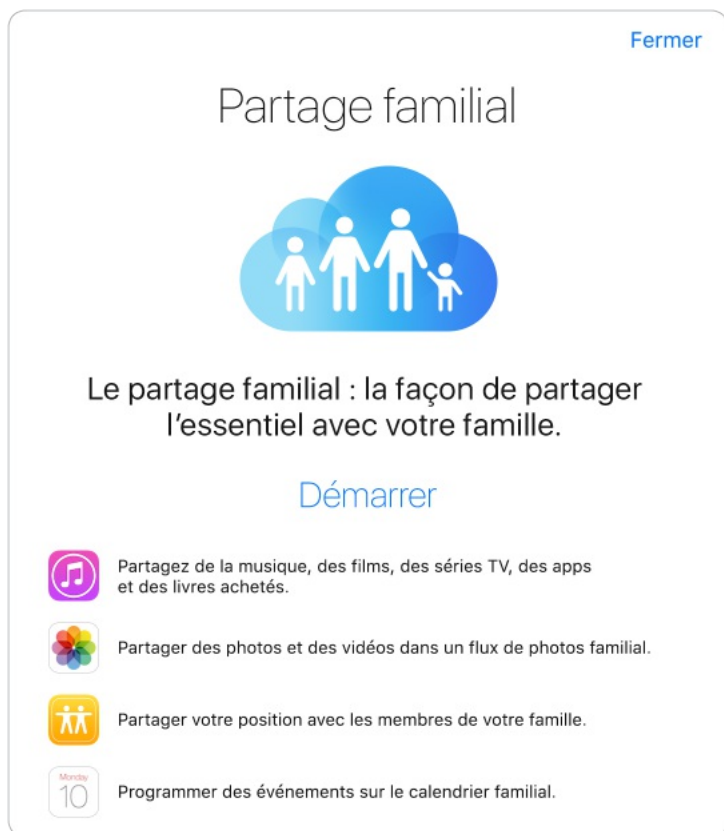 Fermer
Partage familial
Le partage familial : la façon de partager
l’essentiel avec votre famille.
Démarrer
Partagez de la musique, des films, des séries TV, des apps
et des livres achetés.
Partager des photos et des vidéos dans un flux de photos familial.
Partager votre position avec les membres de votre famille.
Monday
10
Programmer des événements sur le calendrier familial.